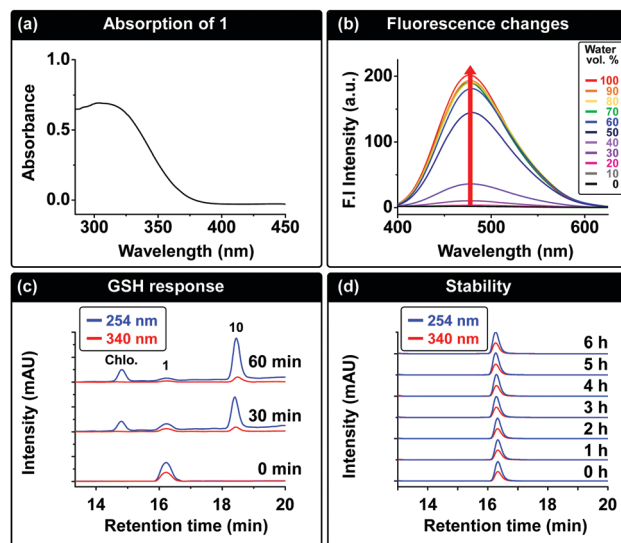 (a) Absorption of 1
1.0
0.5
0.0
Absorbance
300 350 400 450
Wavelength (nm)
(b) Fluorescence changes
200
100
0
F.I Intensity (a.u.)
400 500 600
Wavelength (nm)
Water
vol. %
100
90
80
70
60
50
40
30
20
10
0
(c) GSH response
254 nm
340 nm
Chlo. 1 10
60 min
30 min
0 min
Intensity (mAU)
14 15 16 17 18 19 20
Retention time (min)
(d) Stability
254 nm
340 nm
6 h
5 h
4 h
3 h
2 h
1 h
0 h
Intensity (mAU)
14 16 18 20
Retention time (min)